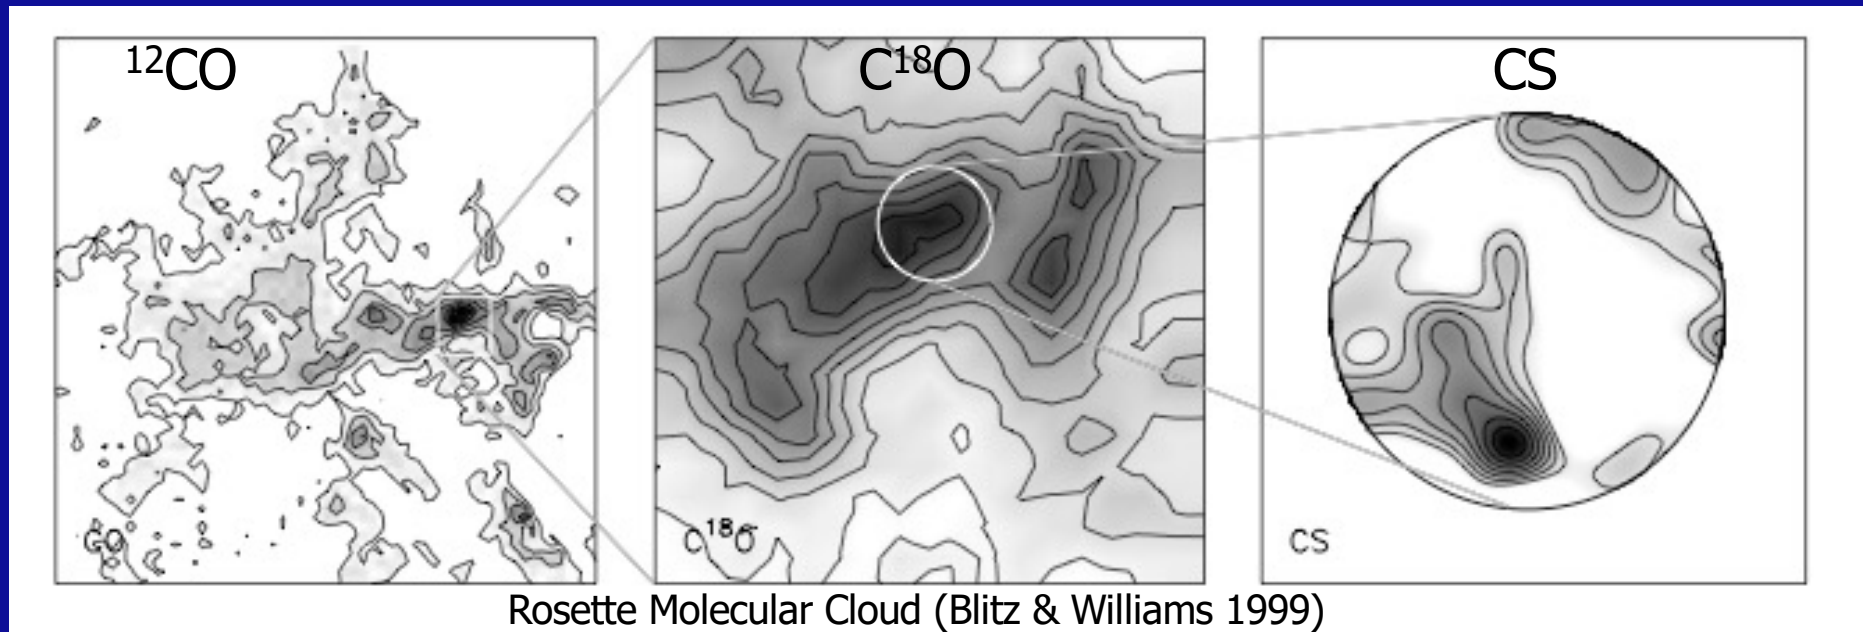 ¹²CO
C¹⁸O
CS
CO
C¹⁸O
CS
Rosette Molecular Cloud (Blitz & Williams 1999)